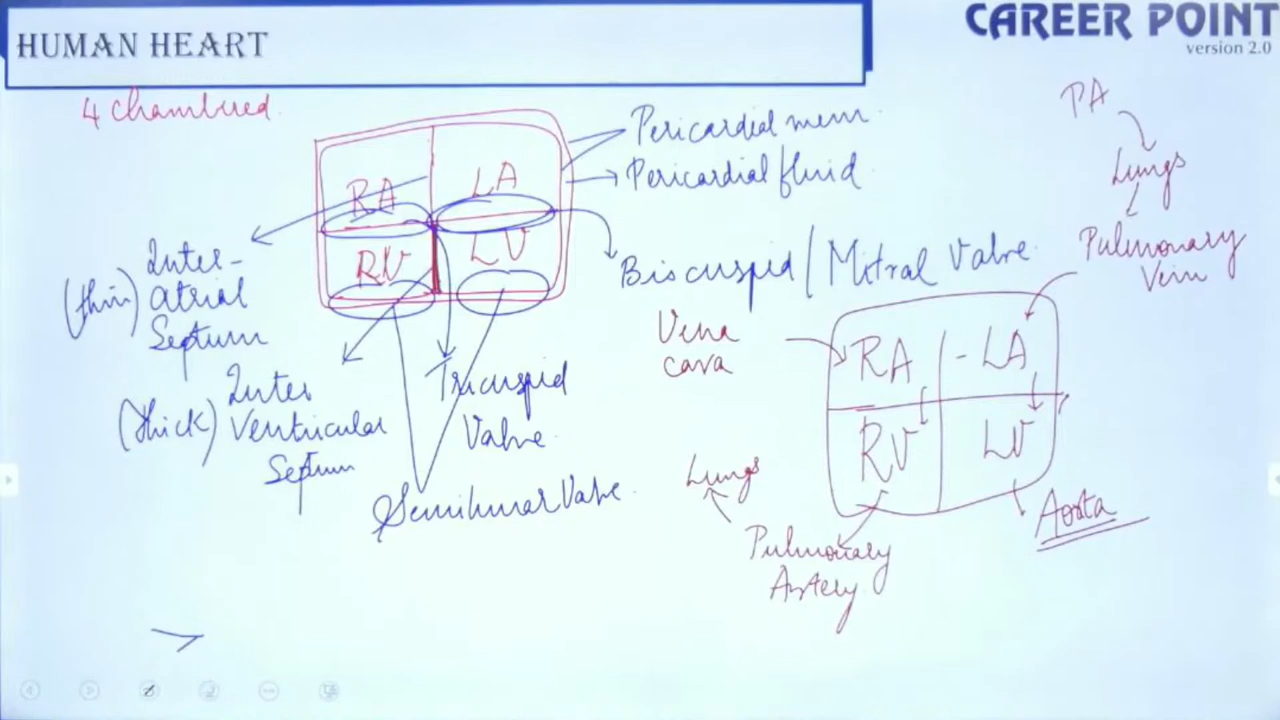 HUMAN HEART
CAREER POINT
version 2.0
4 chambered
RA
LA
RV
LV
Pericardial mem.
Pericardial fluid
Biscuspid / Mitral Valve
(thin)
Inter-
atrial
Septum
(thick)
Inter
Ventricular
Septum
Tricuspid
Valve
Semilunar Valve
PA
Lungs
Pulmonary
Vein
Vena
cava
RA
LA
RV
LV
Aorta
Pulmonary
Artery
Lungs